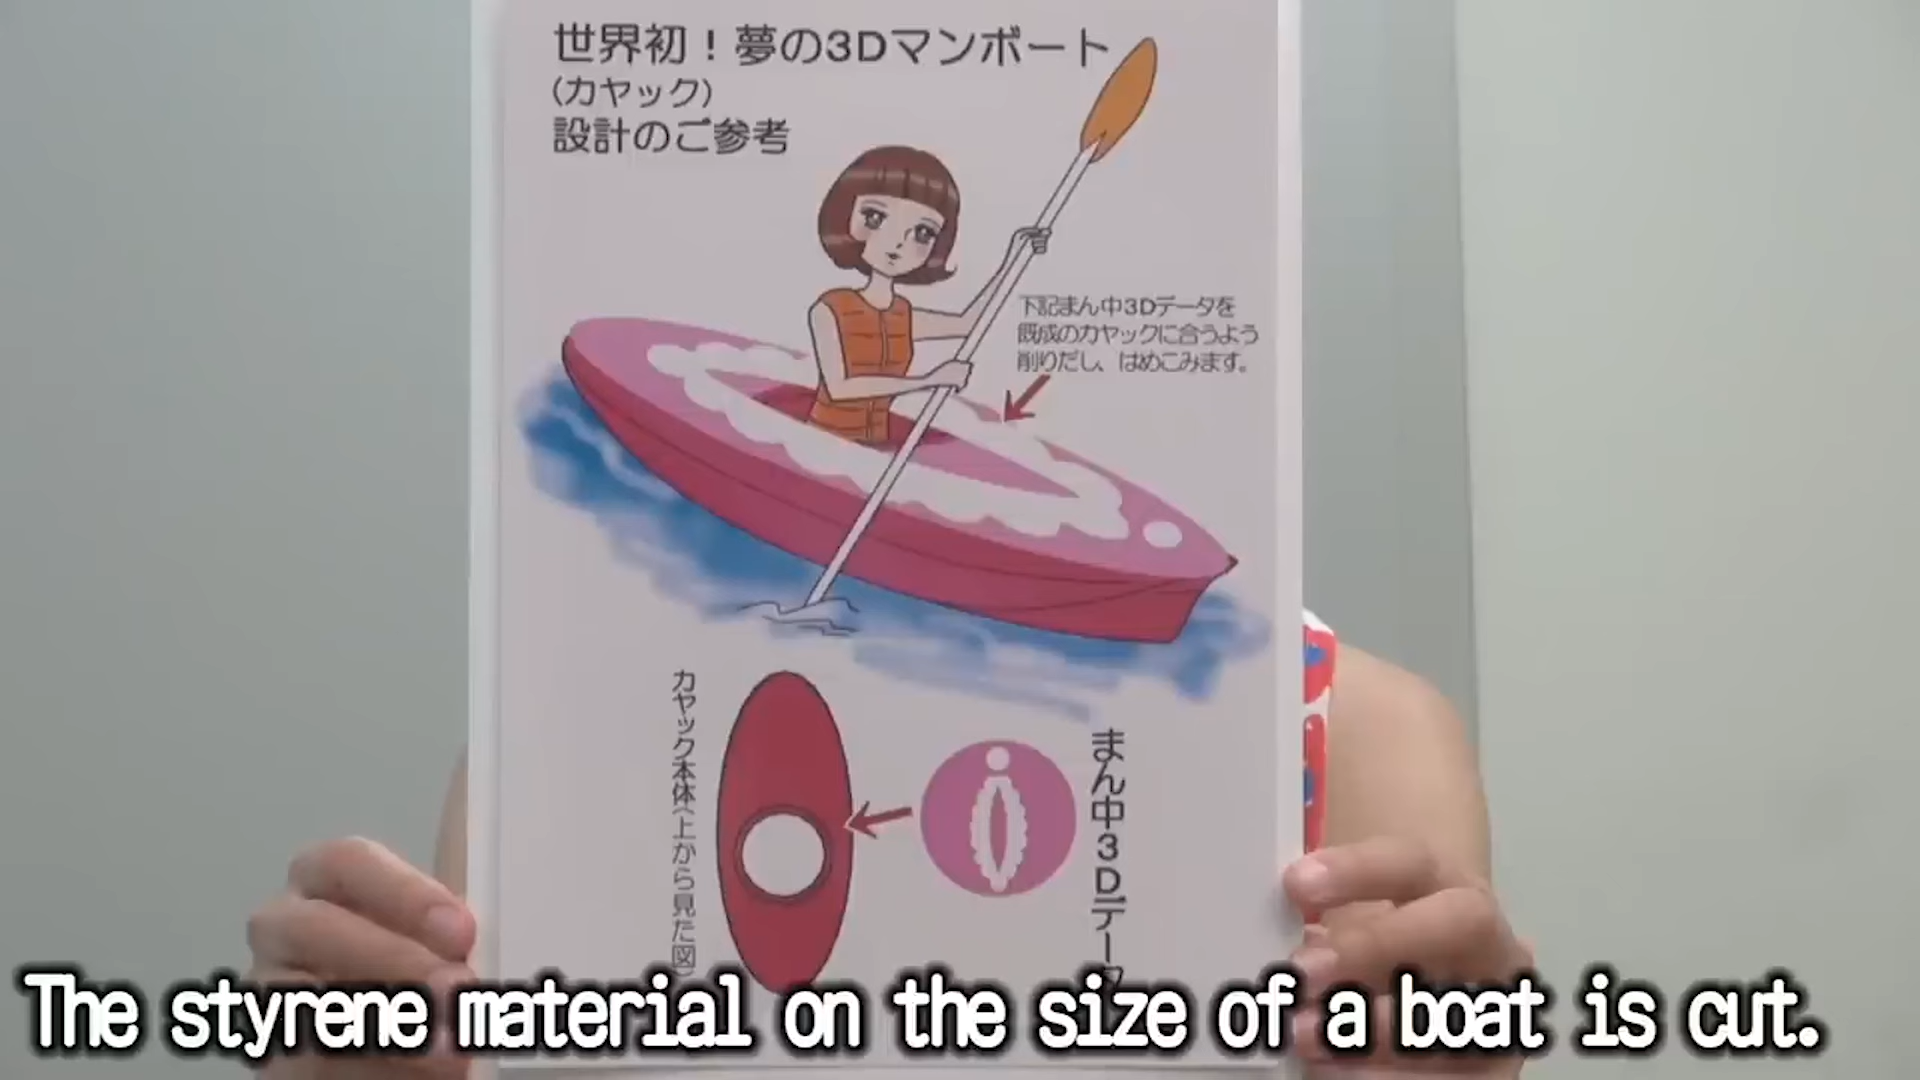 世界初！夢の3Dマンボート
(カヤック)
設計のご参考
下記まん中3Dデータを
既成のカヤックに合うよう
削りだし、はめこみます。
カヤック本体(上から見た図)
まん中3Dデータ
The styrene material on the size of a boat is cut.